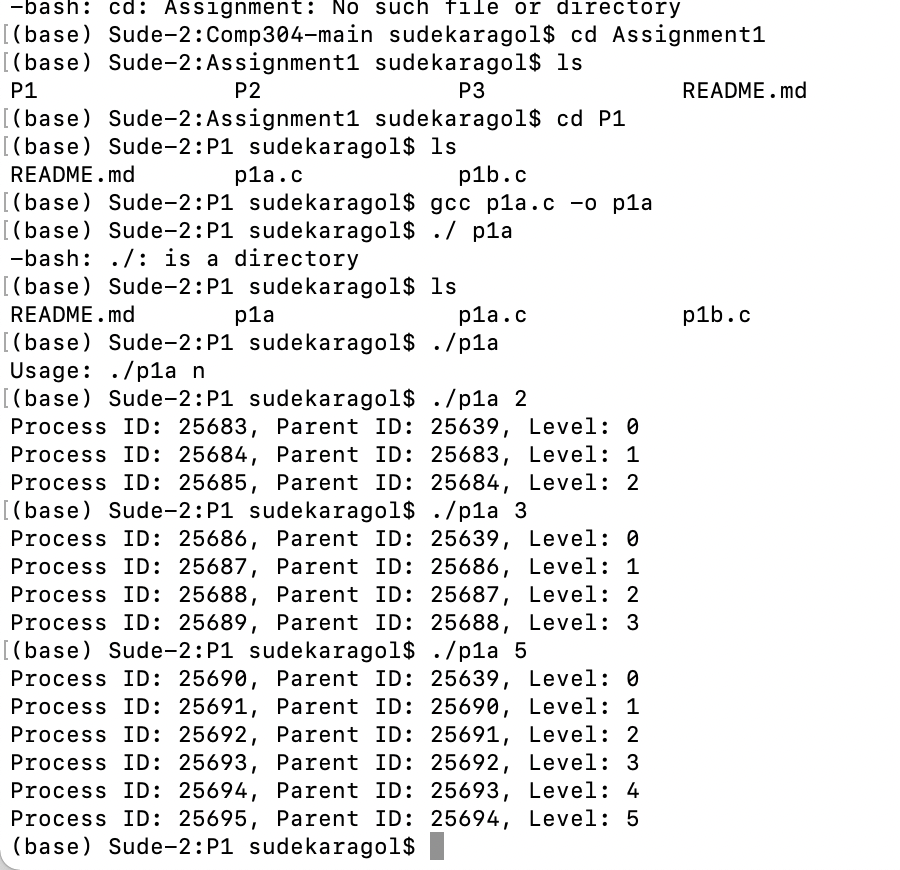 -bash: cd: Assignment: No such file or directory
[(base) Sude-2:Comp304-main sudekaragol$ cd Assignment1
[(base) Sude-2:Assignment1 sudekaragol$ ls
P1 P2 P3 README.md
[(base) Sude-2:Assignment1 sudekaragol$ cd P1
[(base) Sude-2:P1 sudekaragol$ ls
README.md p1a.c p1b.c
[(base) Sude-2:P1 sudekaragol$ gcc p1a.c -o p1a
[(base) Sude-2:P1 sudekaragol$ ./ p1a
-bash: ./: is a directory
[(base) Sude-2:P1 sudekaragol$ ls
README.md p1a p1a.c p1b.c
[(base) Sude-2:P1 sudekaragol$ ./p1a
Usage: ./p1a n
[(base) Sude-2:P1 sudekaragol$ ./p1a 2
Process ID: 25683, Parent ID: 25639, Level: 0
Process ID: 25684, Parent ID: 25683, Level: 1
Process ID: 25685, Parent ID: 25684, Level: 2
[(base) Sude-2:P1 sudekaragol$ ./p1a 3
Process ID: 25686, Parent ID: 25639, Level: 0
Process ID: 25687, Parent ID: 25686, Level: 1
Process ID: 25688, Parent ID: 25687, Level: 2
Process ID: 25689, Parent ID: 25688, Level: 3
[(base) Sude-2:P1 sudekaragol$ ./p1a 5
Process ID: 25690, Parent ID: 25639, Level: 0
Process ID: 25691, Parent ID: 25690, Level: 1
Process ID: 25692, Parent ID: 25691, Level: 2
Process ID: 25693, Parent ID: 25692, Level: 3
Process ID: 25694, Parent ID: 25693, Level: 4
Process ID: 25695, Parent ID: 25694, Level: 5
(base) Sude-2:P1 sudekaragol$